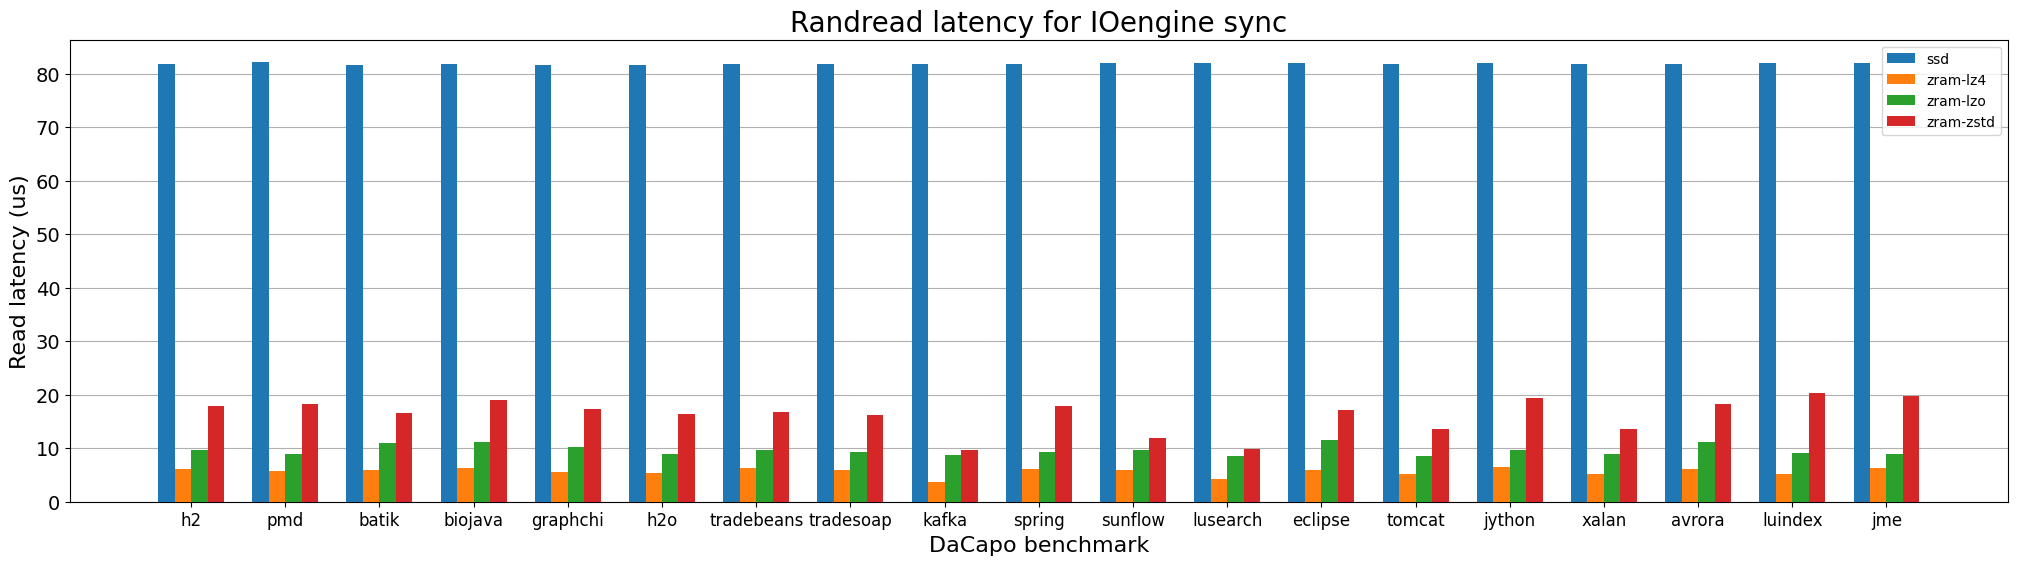 Randread latency for IOengine sync
ssd
zram-lz4
zram-lzo
zram-zstd
Read latency (us)
80
70
60
50
40
30
20
10
0
h2 pmd batik biojava graphchi h2o tradebeans tradesoap kafka spring sunflow lusearch eclipse tomcat jython xalan avrora luindex jme
DaCapo benchmark